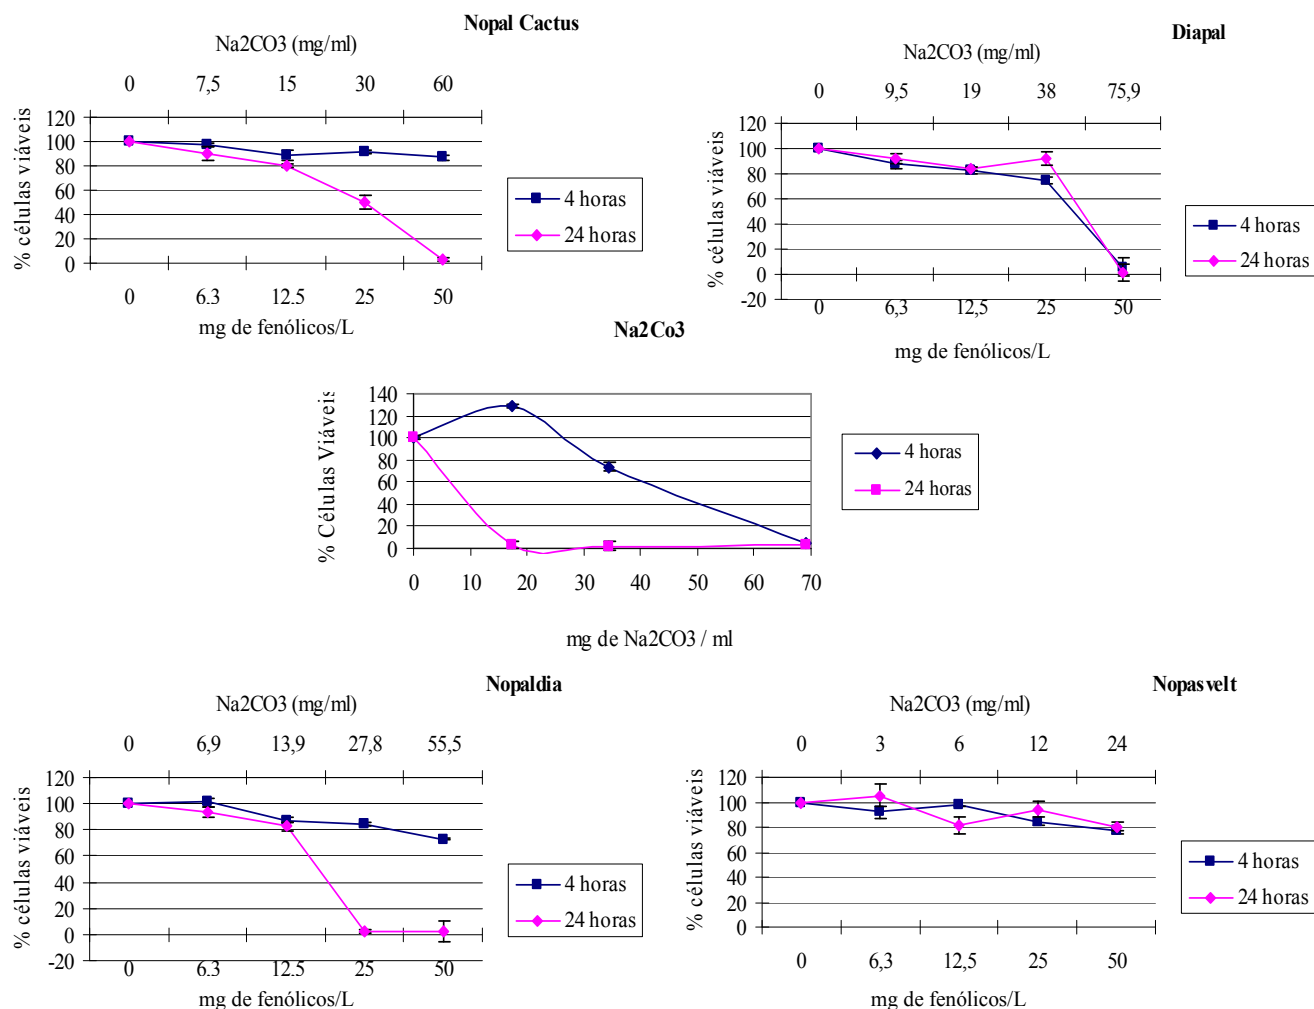 Nopal Cactus
Na2CO3 (mg/ml)
0 7,5 15 30 60
% células viáveis
120
100
80
60
40
20
0
0 6.3 12.5 25 50
mg de fenólicos/L
4 horas
24 horas
Diapal
Na2CO3 (mg/ml)
0 9,5 19 38 75,9
% células viáveis
120
100
80
60
40
20
0
-20
0 6,3 12,5 25 50
mg de fenólicos/L
4 horas
24 horas
Na2Co3
% Células Viáveis
140
120
100
80
60
40
20
0
0 10 20 30 40 50 60 70
mg de Na2CO3 / ml
4 horas
24 horas
Nopaldia
Na2CO3 (mg/ml)
0 6,9 13,9 27,8 55,5
% células viáveis
120
100
80
60
40
20
0
-20
0 6.3 12.5 25 50
mg de fenólicos/L
4 horas
24 horas
Nopasvelt
Na2CO3 (mg/ml)
0 3 6 12 24
% células viáveis
120
100
80
60
40
20
0
0 6,3 12,5 25 50
mg de fenólicos/L
4 horas
24 horas